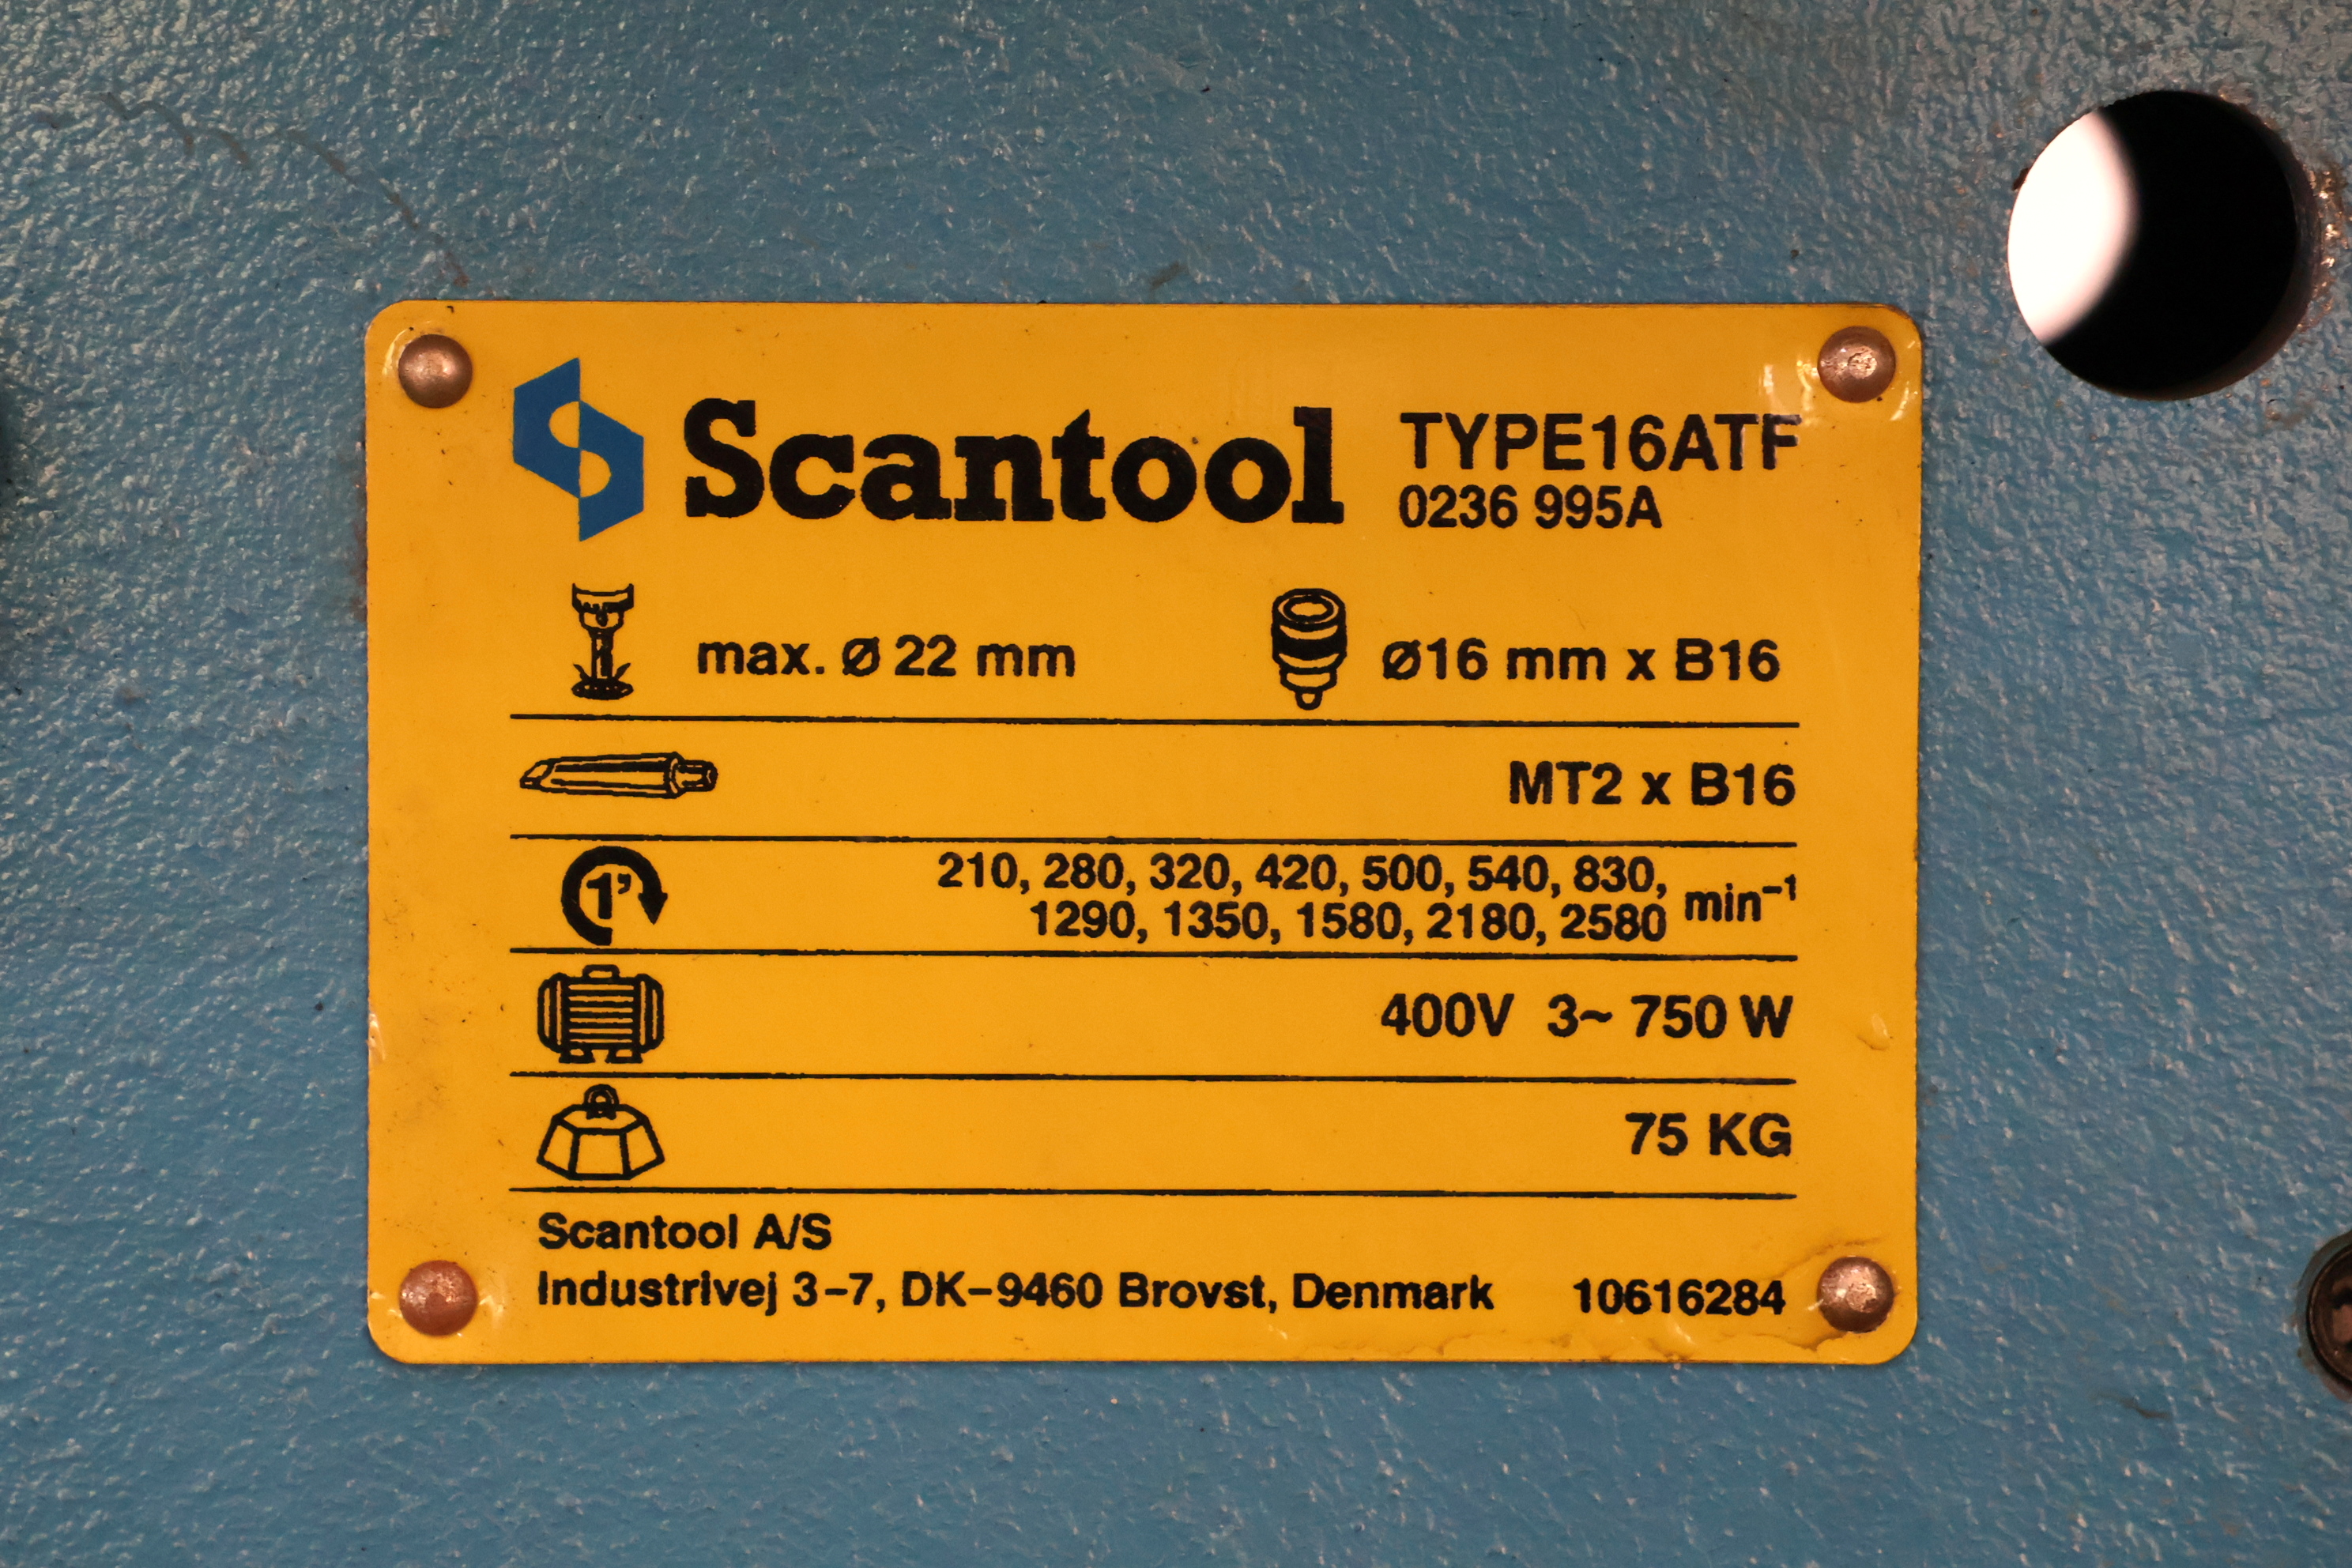 Scantool TYPE16ATF
0236 995A
max. Ø 22 mm Ø16 mm x B16
MT2 x B16
1' 210, 280, 320, 420, 500, 540, 830,
1290, 1350, 1580, 2180, 2580 min⁻¹
400V 3~ 750 W
75 KG
Scantool A/S
Industrivej 3-7, DK-9460 Brovst, Denmark 10616284